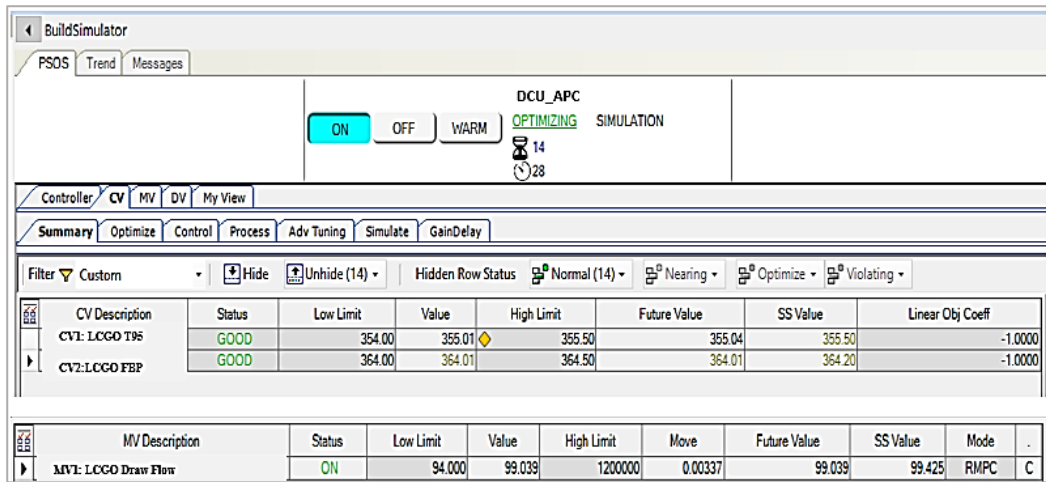 BuildSimulator
PSOS Trend Messages
DCU_APC
ON OFF WARM OPTIMIZING SIMULATION
14
28
Controller CV MV DV My View
Summary Optimize Control Process Adv Tuning Simulate GainDelay
Filter Custom Hide Unhide (14) Hidden Row Status Normal (14) Nearing Optimize Violating
CV Description Status Low Limit Value High Limit Future Value SS Value Linear Obj Coeff
CV1: LCGO T95 GOOD 354.00 355.01 355.50 355.04 355.50 -1.0000
CV2:LCGO FBP GOOD 364.00 364.01 364.50 364.01 364.20 -1.0000
MV Description Status Low Limit Value High Limit Move Future Value SS Value Mode .
MV1: LCGO Draw Flow ON 94.000 99.039 1200000 0.00337 99.039 99.425 RMPC C